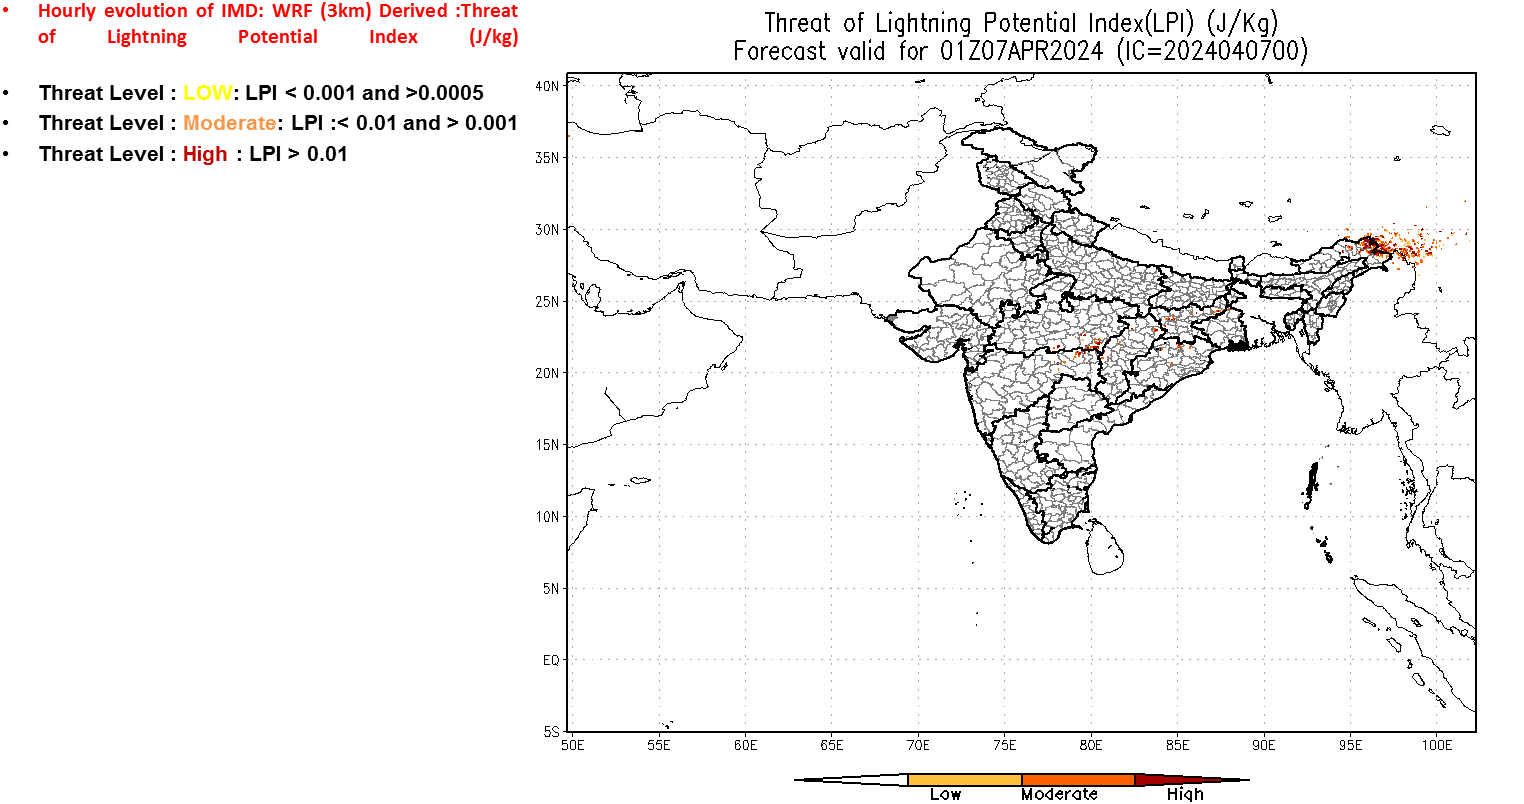 • Hourly evolution of IMD: WRF (3km) Derived :Threat
of Lightning Potential Index (J/kg)
• Threat Level : LOW: LPI < 0.001 and >0.0005
• Threat Level : Moderate: LPI :< 0.01 and > 0.001
• Threat Level : High : LPI > 0.01
Threat of Lightning Potential Index(LPI) (J/Kg)
Forecast valid for 01Z07APR2024 (IC=2024040700)
40N
35N
30N
25N
20N
15N
10N
5N
EQ
5S
50E 55E 60E 65E 70E 75E 80E 85E 90E 95E 100E
Low Moderate High